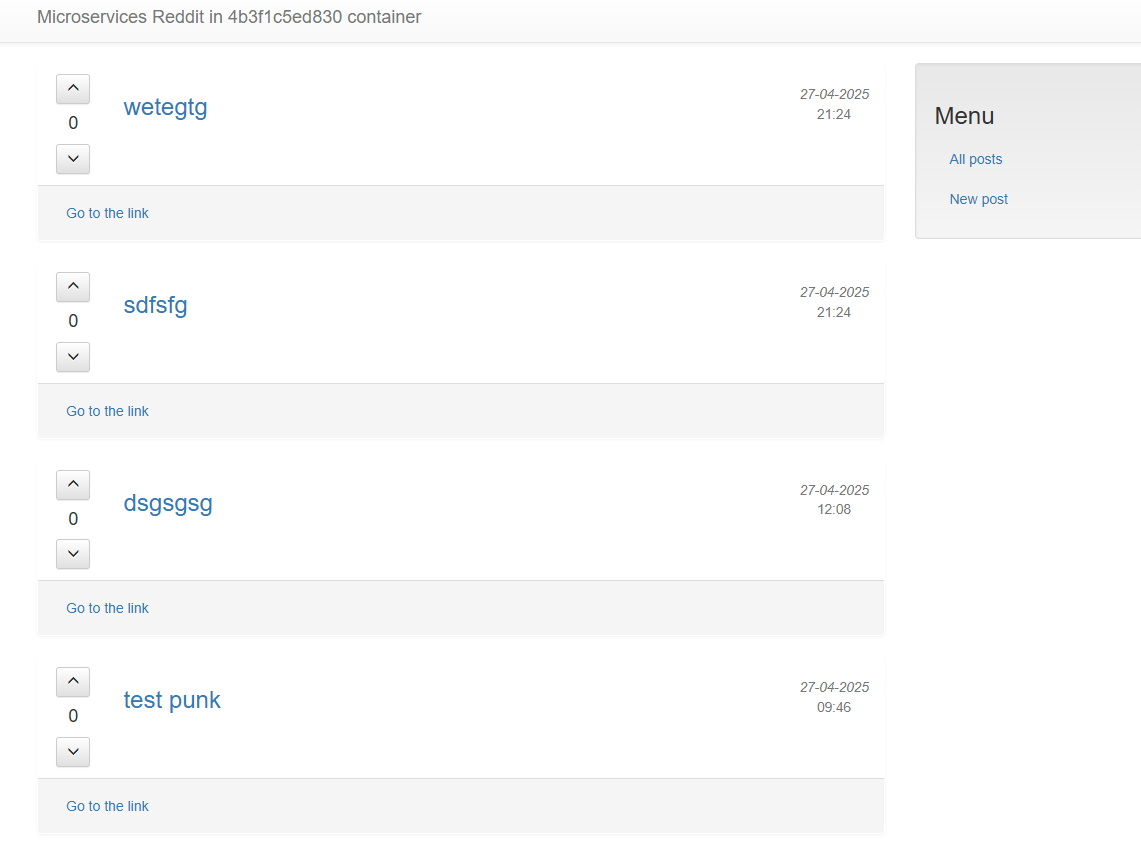 Microservices Reddit in 4b3f1c5ed830 container
wetegtg
0
27-04-2025
21:24
Go to the link
sdfsfg
0
27-04-2025
21:24
Go to the link
dsgsgsg
0
27-04-2025
12:08
Go to the link
test punk
0
27-04-2025
09:46
Go to the link
Menu
All posts
New post